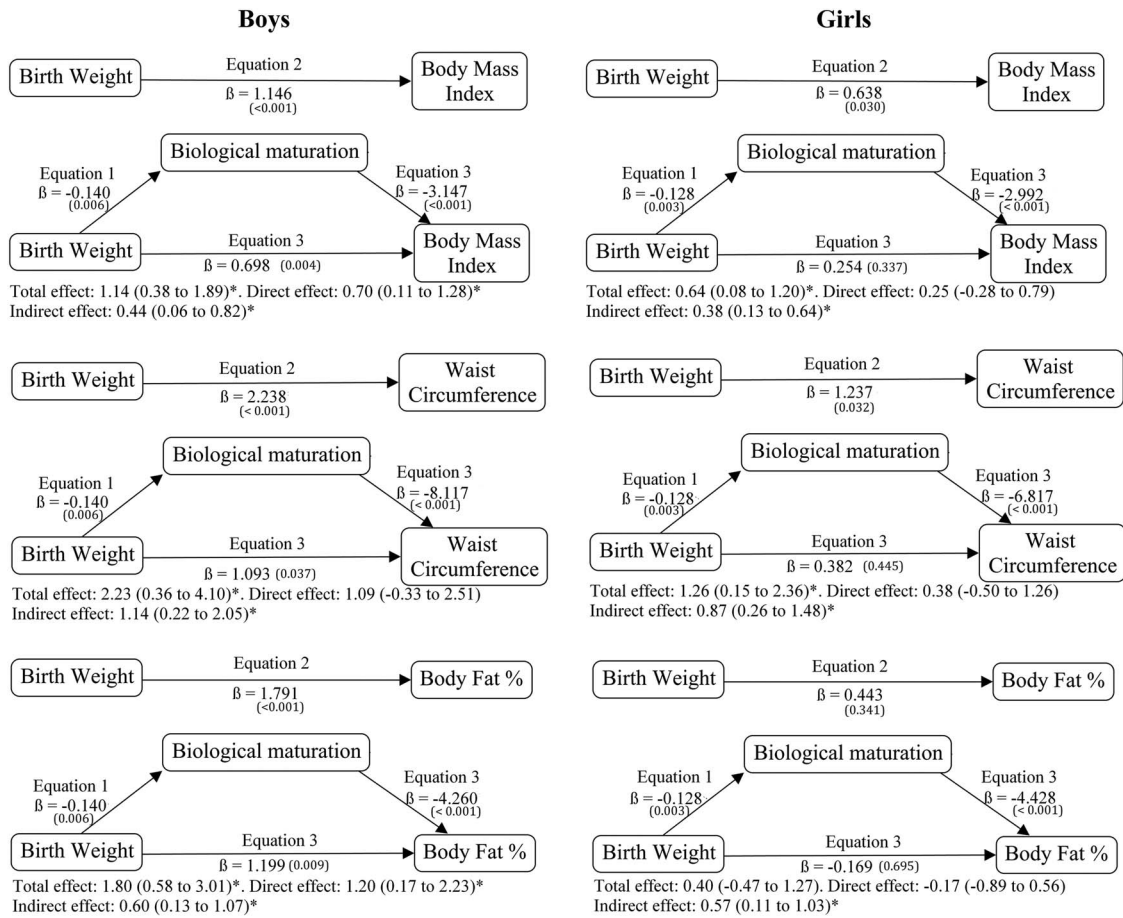 Boys
Birth Weight
Equation 2
ß = 1.146
(<0.001)
Body Mass
Index
Biological maturation
Equation 1
ß = -0.140
(0.006)
Equation 3
ß = -3.147
(<0.001)
Birth Weight
Equation 3
ß = 0.698 (0.004)
Body Mass
Index
Total effect: 1.14 (0.38 to 1.89)*. Direct effect: 0.70 (0.11 to 1.28)*
Indirect effect: 0.44 (0.06 to 0.82)*
Birth Weight
Equation 2
ß = 2.238
(< 0.001)
Waist
Circumference
Biological maturation
Equation 1
ß = -0.140
(0.006)
Equation 3
ß = -8.117
(< 0.001)
Birth Weight
Equation 3
ß = 1.093 (0.037)
Waist
Circumference
Total effect: 2.23 (0.36 to 4.10)*. Direct effect: 1.09 (-0.33 to 2.51)
Indirect effect: 1.14 (0.22 to 2.05)*
Birth Weight
Equation 2
ß = 1.791
(<0.001)
Body Fat %
Biological maturation
Equation 1
ß = -0.140
(0.006)
Equation 3
ß = -4.260
(< 0.001)
Birth Weight
Equation 3
ß = 1.199 (0.009)
Body Fat %
Total effect: 1.80 (0.58 to 3.01)*. Direct effect: 1.20 (0.17 to 2.23)*
Indirect effect: 0.60 (0.13 to 1.07)*
Girls
Birth Weight
Equation 2
ß = 0.638
(0.030)
Body Mass
Index
Biological maturation
Equation 1
ß = -0.128
(0.003)
Equation 3
ß = -2.992
(< 0.001)
Birth Weight
Equation 3
ß = 0.254 (0.337)
Body Mass
Index
Total effect: 0.64 (0.08 to 1.20)*. Direct effect: 0.25 (-0.28 to 0.79)
Indirect effect: 0.38 (0.13 to 0.64)*
Birth Weight
Equation 2
ß = 1.237
(0.032)
Waist
Circumference
Biological maturation
Equation 1
ß = -0.128
(0.003)
Equation 3
ß = -6.817
(< 0.001)
Birth Weight
Equation 3
ß = 0.382 (0.445)
Waist
Circumference
Total effect: 1.26 (0.15 to 2.36)*. Direct effect: 0.38 (-0.50 to 1.26)
Indirect effect: 0.87 (0.26 to 1.48)*
Birth Weight
Equation 2
ß = 0.443
(0.341)
Body Fat %
Biological maturation
Equation 1
ß = -0.128
(0.003)
Equation 3
ß = -4.428
(< 0.001)
Birth Weight
Equation 3
ß = -0.169 (0.695)
Body Fat %
Total effect: 0.40 (-0.47 to 1.27). Direct effect: -0.17 (-0.89 to 0.56)
Indirect effect: 0.57 (0.11 to 1.03)*